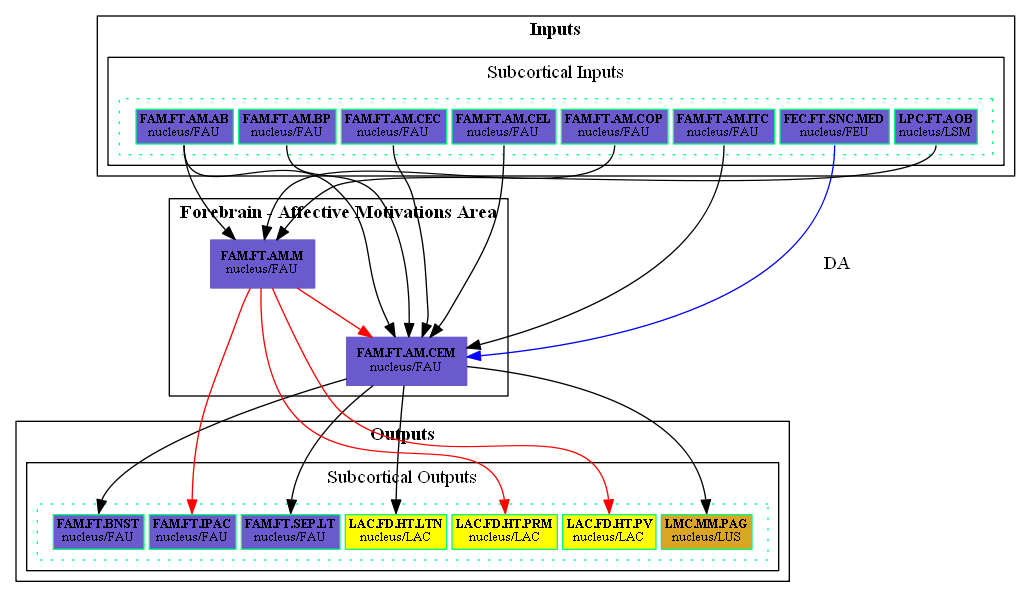 Inputs
Subcortical Inputs
FAM.FT.AM.AB
nucleus/FAU
FAM.FT.AM.BP
nucleus/FAU
FAM.FT.AM.CEC
nucleus/FAU
FAM.FT.AM.CEL
nucleus/FAU
FAM.FT.AM.COP
nucleus/FAU
FAM.FT.AM.ITC
nucleus/FAU
FEC.FT.SNC.MED
nucleus/FEU
LPC.FT.AOB
nucleus/LSM
Forebrain - Affective Motivations Area
FAM.FT.AM.M
nucleus/FAU
DA
FAM.FT.AM.CEM
nucleus/FAU
Outputs
Subcortical Outputs
FAM.FT.BNST
nucleus/FAU
FAM.FT.IPAC
nucleus/FAU
FAM.FT.SEP.LT
nucleus/FAU
LAC.FD.HT.LTN
nucleus/LAC
LAC.FD.HT.PRM
nucleus/LAC
LAC.FD.HT.PV
nucleus/LAC
LMC.MM.PAG
nucleus/LUS